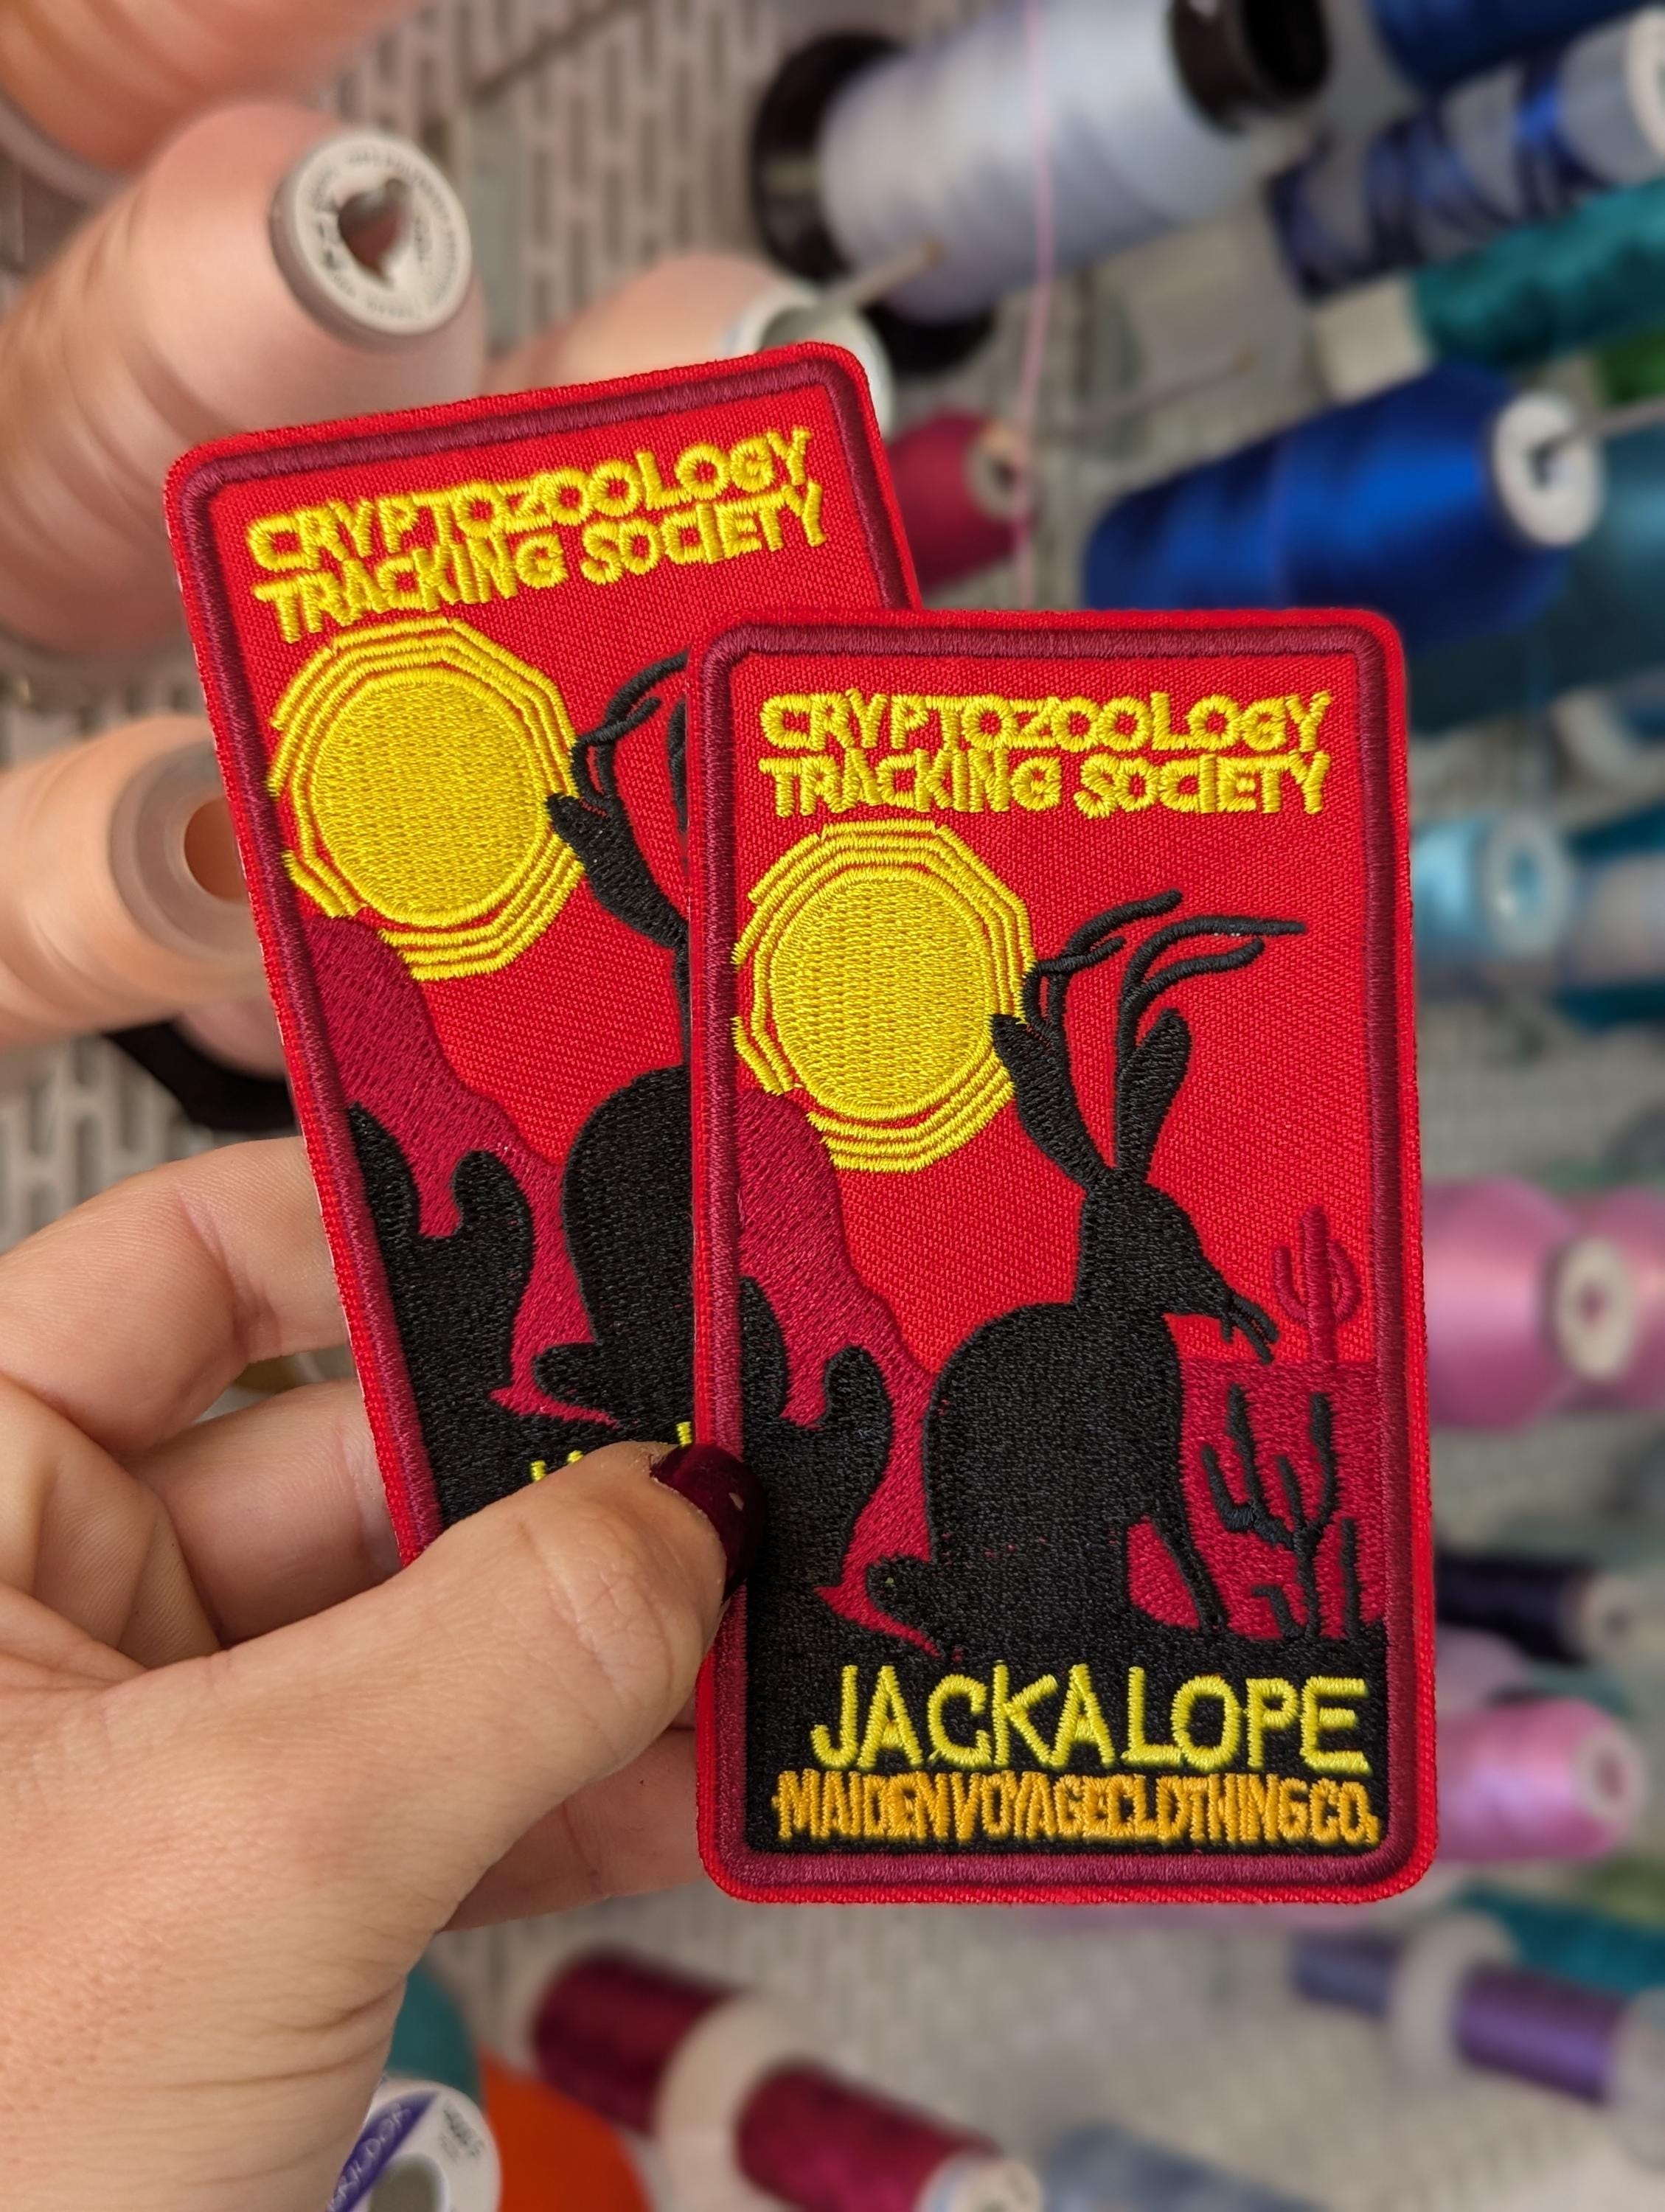 CRYPTOZOOLOGY
TRACKING SOCIETY
CRYPTOZOOLOGY
TRACKING SOCIETY
JACKALOPE
MAIDEN VOYAGE CLOTHING CO.